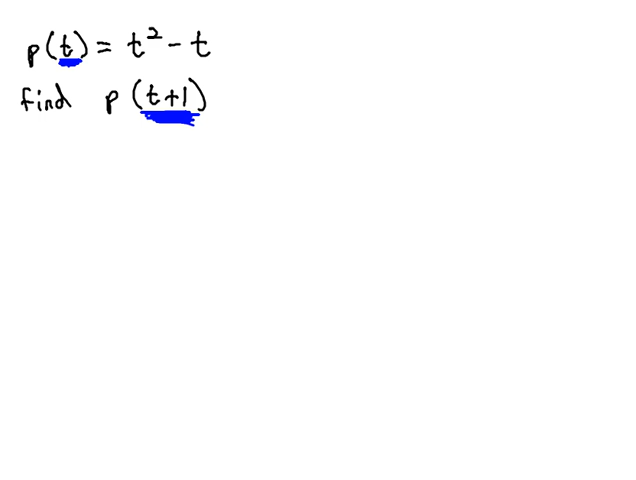 p(t) = t² - t
find p(t+1)